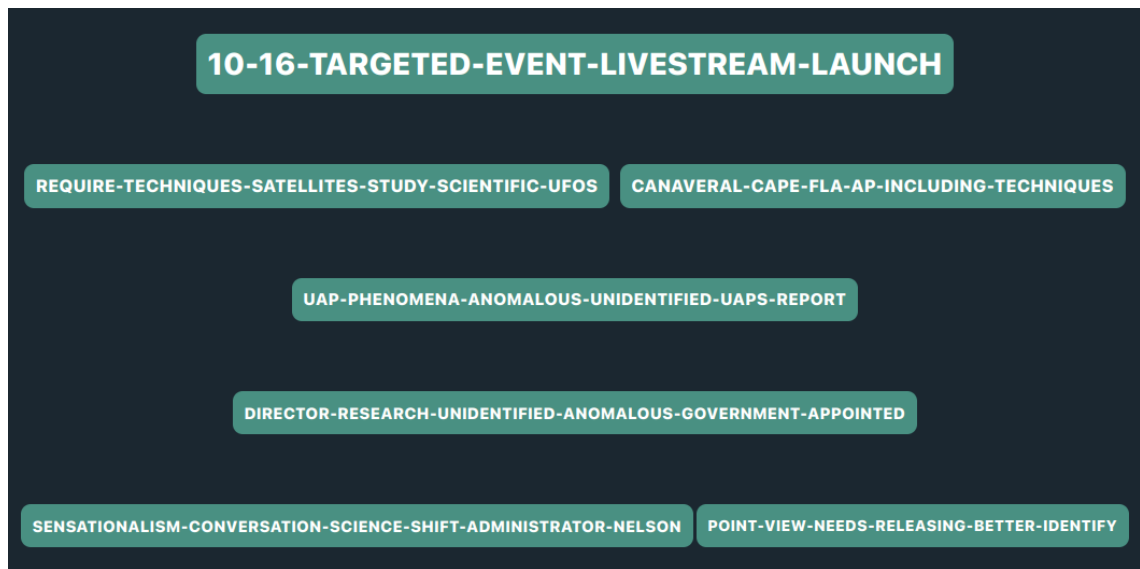 10-16-TARGETED-EVENT-LIVESTREAM-LAUNCH
REQUIRE-TECHNIQUES-SATELLITES-STUDY-SCIENTIFIC-UFOS
CANAVERAL-CAPE-FLA-AP-INCLUDING-TECHNIQUES
UAP-PHENOMENA-ANOMALOUS-UNIDENTIFIED-UAPS-REPORT
DIRECTOR-RESEARCH-UNIDENTIFIED-ANOMALOUS-GOVERNMENT-APPOINTED
SENSATIONALISM-CONVERSATION-SCIENCE-SHIFT-ADMINISTRATOR-NELSON
POINT-VIEW-NEEDS-RELEASING-BETTER-IDENTIFY